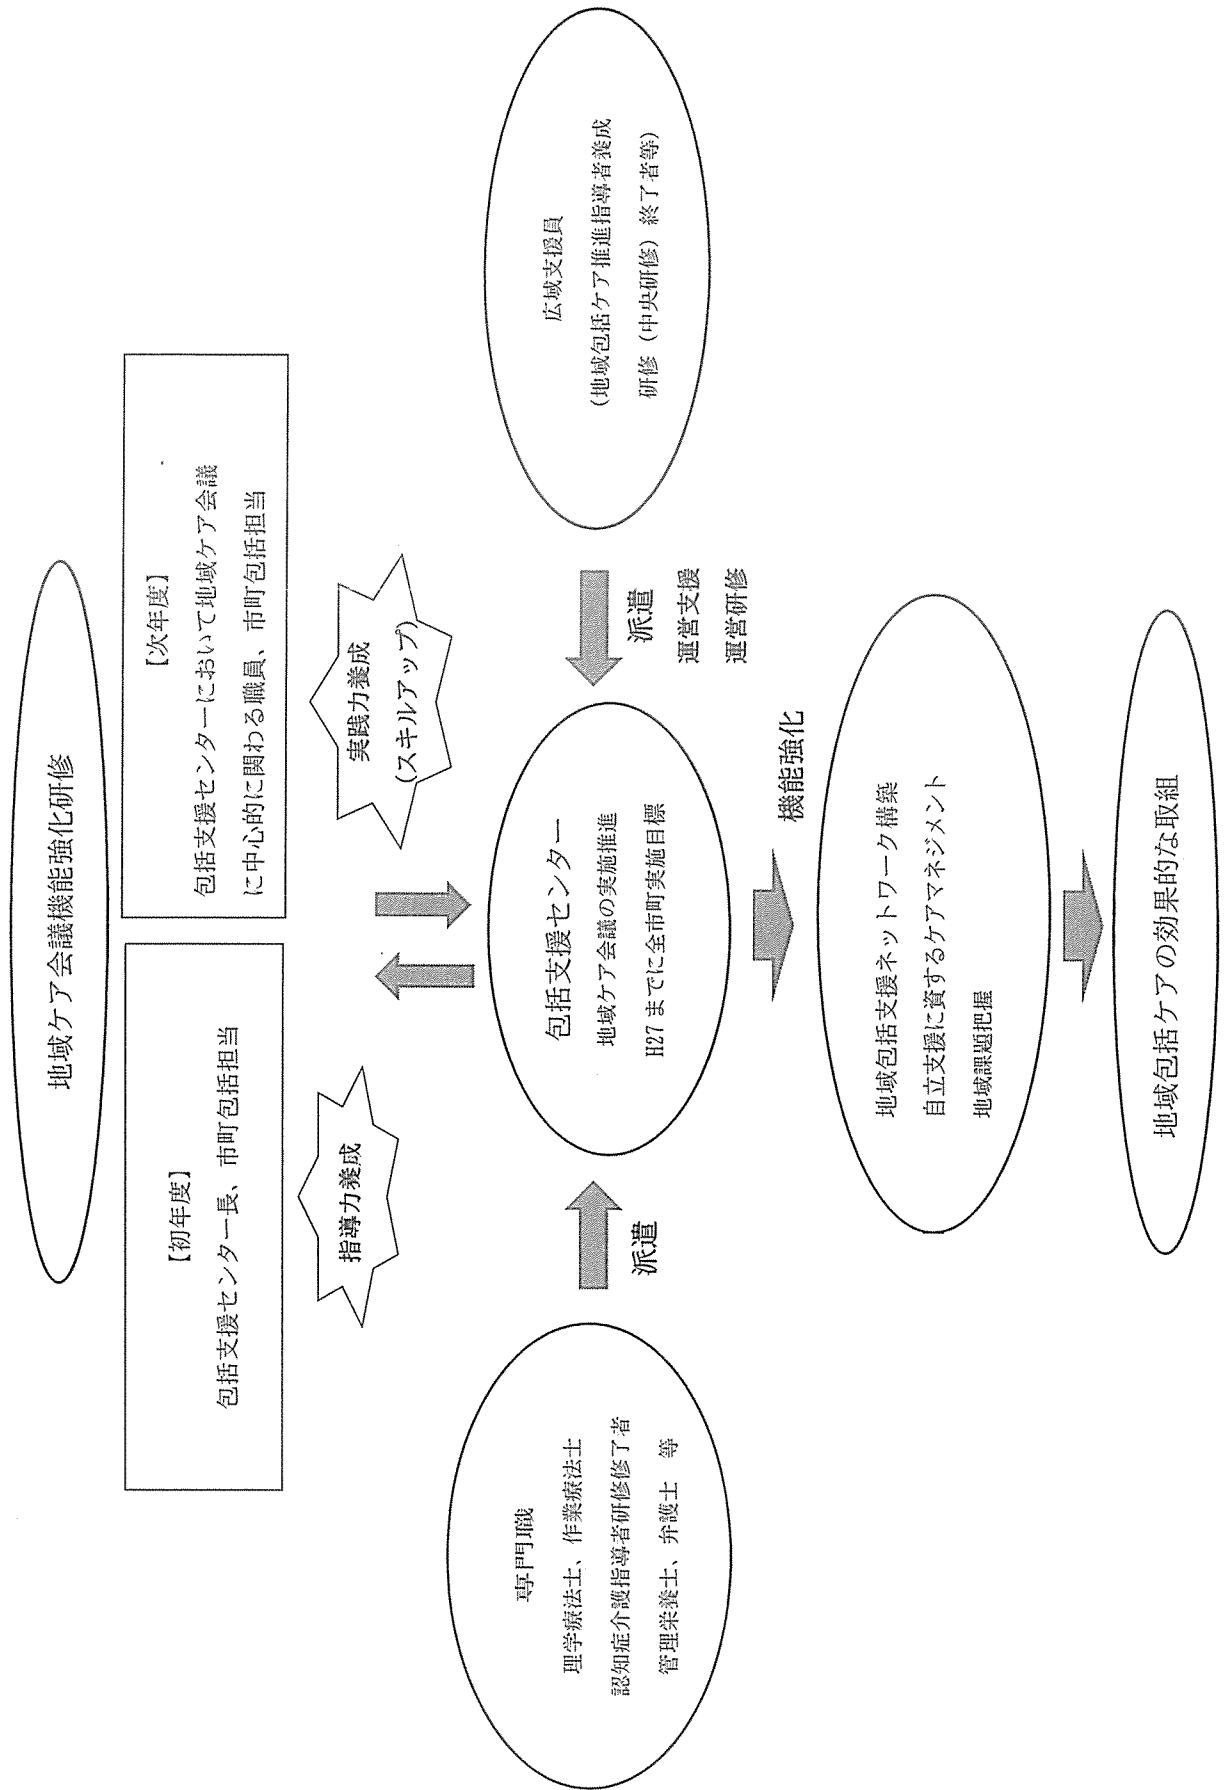 地域ケア会議機能強化研修
【初年度】
包括支援センター長、市町包括担当
【次年度】
包括支援センターにおいて地域ケア会議
に中心的に関わる職員、市町包括担当
指導力養成
実践力養成
(スキルアップ)
専門職
理学療法士、作業療法士
認知症介護指導者研修修了者
管理栄養士、弁護士　等
派遣
包括支援センター
地域ケア会議の実施推進
H27 までに全市町実施目標
派遣
運営支援
運営研修
広域支援員
(地域包括ケア推進指導者養成
研修（中央研修）終了者等)
機能強化
地域包括支援ネットワーク構築
自立支援に資するケアマネジメント
地域課題把握
地域包括ケアの効果的な取組